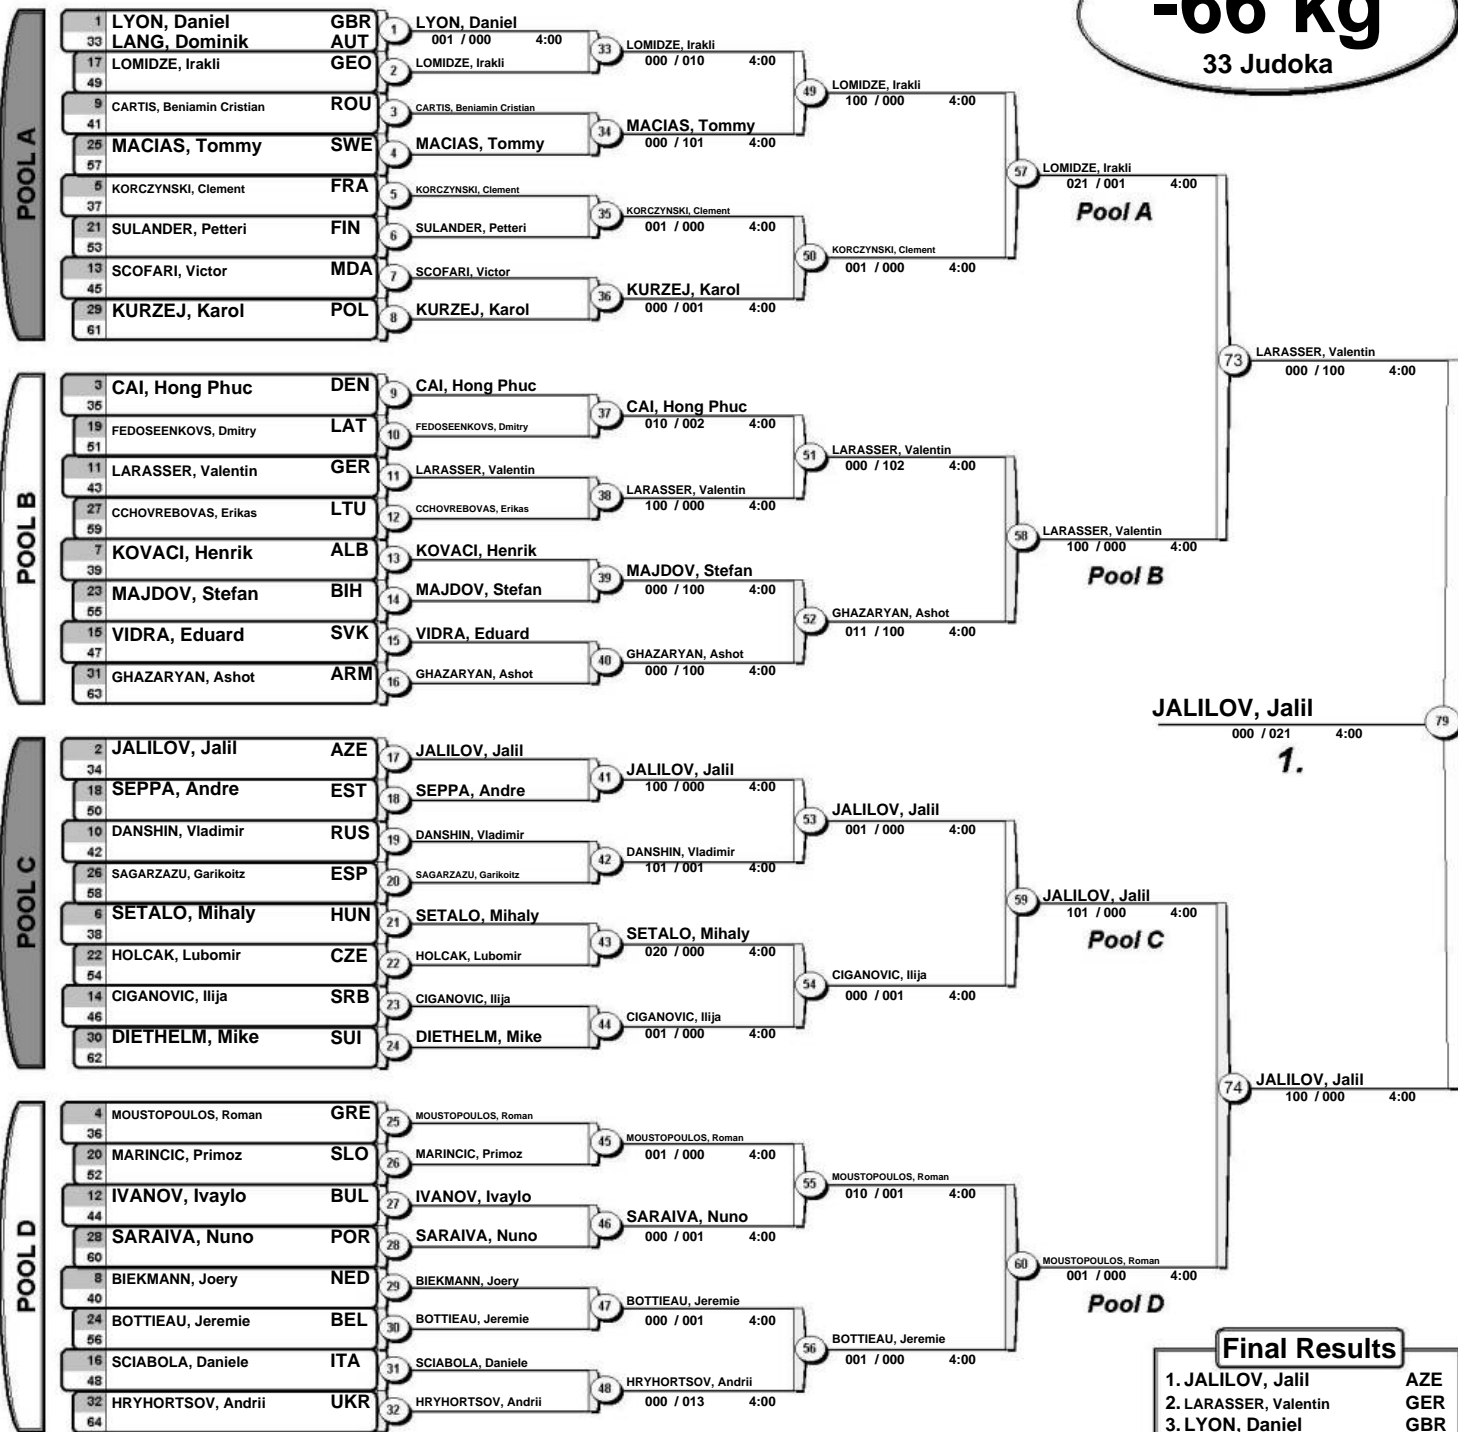 -66 kg
33 Judoka
POOL A
1 LYON, Daniel GBR
33 LANG, Dominik AUT
17 LOMIDZE, Irakli GEO
49
9 CARTIS, Beniamin Cristian ROU
41
25 MACIAS, Tommy SWE
57
5 KORCZYNSKI, Clement FRA
37
21 SULANDER, Petteri FIN
53
13 SCOFARI, Victor MDA
45
29 KURZEJ, Karol POL
61
1 LYON, Daniel
001 / 000 4:00
2 LOMIDZE, Irakli
3 CARTIS, Beniamin Cristian
4 MACIAS, Tommy
5 KORCZYNSKI, Clement
6 SULANDER, Petteri
7 SCOFARI, Victor
8 KURZEJ, Karol
33 LOMIDZE, Irakli
000 / 010 4:00
34 MACIAS, Tommy
000 / 101 4:00
35 KORCZYNSKI, Clement
001 / 000 4:00
36 KURZEJ, Karol
000 / 001 4:00
49 LOMIDZE, Irakli
100 / 000 4:00
50 KORCZYNSKI, Clement
001 / 000 4:00
57 LOMIDZE, Irakli
021 / 001 4:00
Pool A
POOL B
3 CAI, Hong Phuc DEN
35
19 FEDOSEENKOVS, Dmitry LAT
51
11 LARASSER, Valentin GER
43
27 CCHOVREBOVAS, Erikas LTU
59
7 KOVACI, Henrik ALB
39
23 MAJDOV, Stefan BIH
55
15 VIDRA, Eduard SVK
47
31 GHAZARYAN, Ashot ARM
63
9 CAI, Hong Phuc
10 FEDOSEENKOVS, Dmitry
11 LARASSER, Valentin
12 CCHOVREBOVAS, Erikas
13 KOVACI, Henrik
14 MAJDOV, Stefan
15 VIDRA, Eduard
16 GHAZARYAN, Ashot
37 CAI, Hong Phuc
010 / 002 4:00
38 LARASSER, Valentin
100 / 000 4:00
39 MAJDOV, Stefan
000 / 100 4:00
40 GHAZARYAN, Ashot
000 / 100 4:00
51 LARASSER, Valentin
000 / 102 4:00
52 GHAZARYAN, Ashot
011 / 100 4:00
58 LARASSER, Valentin
100 / 000 4:00
Pool B
73 LARASSER, Valentin
000 / 100 4:00
JALILOV, Jalil 79
000 / 021 4:00
1.
POOL C
2 JALILOV, Jalil AZE
34
18 SEPPA, Andre EST
50
10 DANSHIN, Vladimir RUS
42
26 SAGARZAZU, Garikoitz ESP
58
6 SETALO, Mihaly HUN
38
22 HOLCAK, Lubomir CZE
54
14 CIGANOVIC, Ilija SRB
46
30 DIETHELM, Mike SUI
62
17 JALILOV, Jalil
18 SEPPA, Andre
19 DANSHIN, Vladimir
20 SAGARZAZU, Garikoitz
21 SETALO, Mihaly
22 HOLCAK, Lubomir
23 CIGANOVIC, Ilija
24 DIETHELM, Mike
41 JALILOV, Jalil
100 / 000 4:00
42 DANSHIN, Vladimir
101 / 001 4:00
43 SETALO, Mihaly
020 / 000 4:00
44 CIGANOVIC, Ilija
001 / 000 4:00
53 JALILOV, Jalil
001 / 000 4:00
54 CIGANOVIC, Ilija
000 / 001 4:00
59 JALILOV, Jalil
101 / 000 4:00
Pool C
74 JALILOV, Jalil
100 / 000 4:00
POOL D
4 MOUSTOPOULOS, Roman GRE
36
20 MARINCIC, Primoz SLO
52
12 IVANOV, Ivaylo BUL
44
28 SARAIVA, Nuno POR
60
8 BIEKMANN, Joery NED
40
24 BOTTIEAU, Jeremie BEL
56
16 SCIABOLA, Daniele ITA
48
32 HRYHORTSOV, Andrii UKR
64
25 MOUSTOPOULOS, Roman
26 MARINCIC, Primoz
27 IVANOV, Ivaylo
28 SARAIVA, Nuno
29 BIEKMANN, Joery
30 BOTTIEAU, Jeremie
31 SCIABOLA, Daniele
32 HRYHORTSOV, Andrii
45 MOUSTOPOULOS, Roman
001 / 000 4:00
46 SARAIVA, Nuno
000 / 001 4:00
47 BOTTIEAU, Jeremie
000 / 001 4:00
48 HRYHORTSOV, Andrii
000 / 013 4:00
55 MOUSTOPOULOS, Roman
010 / 001 4:00
56 BOTTIEAU, Jeremie
001 / 000 4:00
60 MOUSTOPOULOS, Roman
001 / 000 4:00
Pool D
Final Results
1. JALILOV, Jalil AZE
2. LARASSER, Valentin GER
3. LYON, Daniel GBR